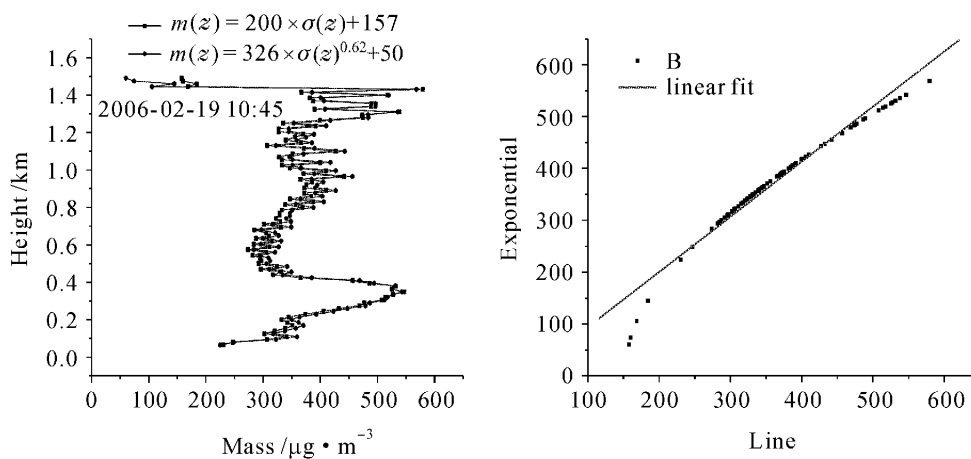 m(z) = 200 × σ(z)+157
m(z) = 326 × σ(z)^0.62+50
2006-02-19 10:45
1.6
1.4
1.2
1.0
0.8
0.6
0.4
0.2
0.0
Height /km
0 100 200 300 400 500 600
Mass /μg • m⁻³
B
linear fit
600
500
400
300
200
100
0
Exponential
100 200 300 400 500 600
Line